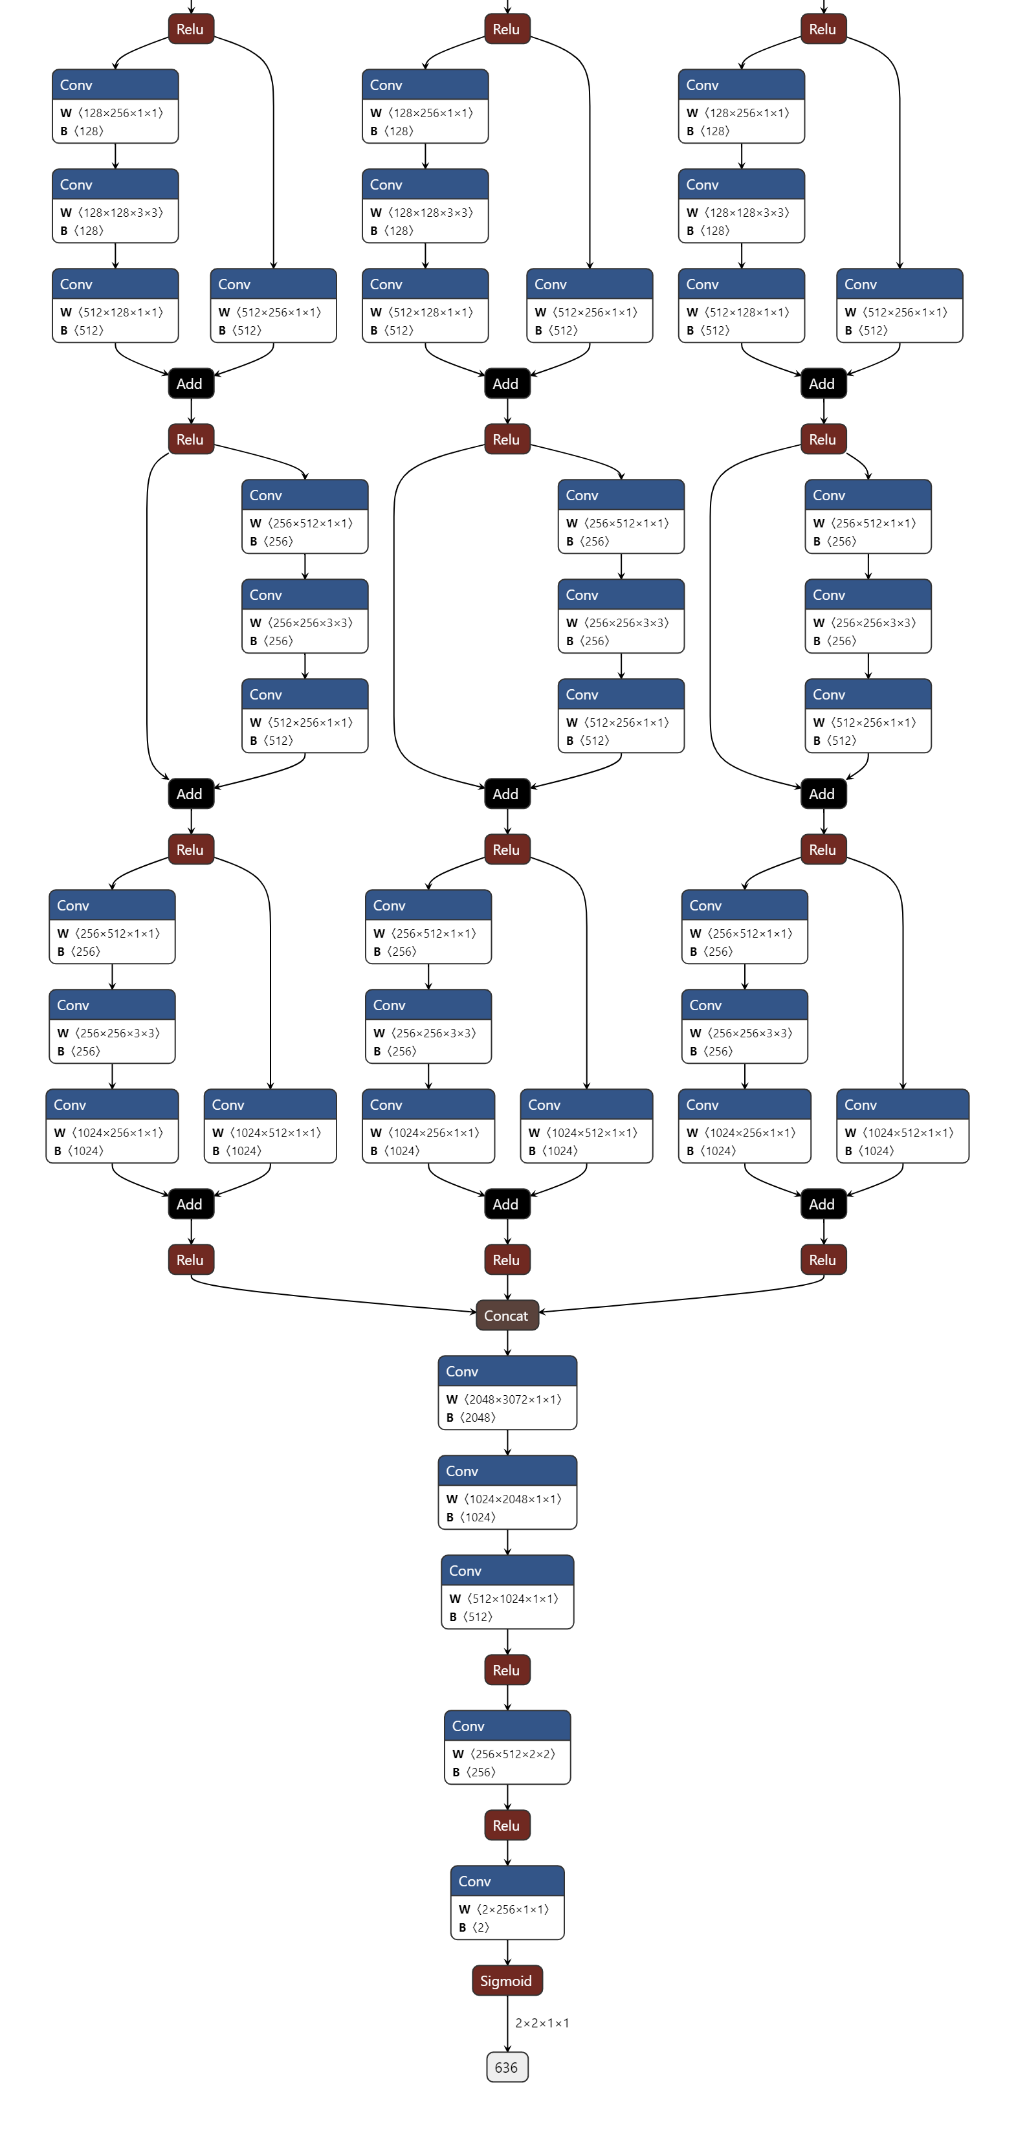 Relu Relu Relu
Conv Conv Conv
W 〈128×256×1×1〉 W 〈128×256×1×1〉 W 〈128×256×1×1〉
B 〈128〉 B 〈128〉 B 〈128〉
Conv Conv Conv
W 〈128×128×3×3〉 W 〈128×128×3×3〉 W 〈128×128×3×3〉
B 〈128〉 B 〈128〉 B 〈128〉
Conv Conv Conv Conv Conv Conv
W 〈512×128×1×1〉 W 〈512×256×1×1〉 W 〈512×128×1×1〉 W 〈512×256×1×1〉 W 〈512×128×1×1〉 W 〈512×256×1×1〉
B 〈512〉 B 〈512〉 B 〈512〉 B 〈512〉 B 〈512〉 B 〈512〉
Add Add Add
Relu Relu Relu
Conv Conv Conv
W 〈256×512×1×1〉 W 〈256×512×1×1〉 W 〈256×512×1×1〉
B 〈256〉 B 〈256〉 B 〈256〉
Conv Conv Conv
W 〈256×256×3×3〉 W 〈256×256×3×3〉 W 〈256×256×3×3〉
B 〈256〉 B 〈256〉 B 〈256〉
Conv Conv Conv
W 〈512×256×1×1〉 W 〈512×256×1×1〉 W 〈512×256×1×1〉
B 〈512〉 B 〈512〉 B 〈512〉
Add Add Add
Relu Relu Relu
Conv Conv Conv
W 〈256×512×1×1〉 W 〈256×512×1×1〉 W 〈256×512×1×1〉
B 〈256〉 B 〈256〉 B 〈256〉
Conv Conv Conv
W 〈256×256×3×3〉 W 〈256×256×3×3〉 W 〈256×256×3×3〉
B 〈256〉 B 〈256〉 B 〈256〉
Conv Conv Conv Conv Conv Conv
W 〈1024×256×1×1〉 W 〈1024×512×1×1〉 W 〈1024×256×1×1〉 W 〈1024×512×1×1〉 W 〈1024×256×1×1〉 W 〈1024×512×1×1〉
B 〈1024〉 B 〈1024〉 B 〈1024〉 B 〈1024〉 B 〈1024〉 B 〈1024〉
Add Add Add
Relu Relu Relu
Concat
Conv
W 〈2048×3072×1×1〉
B 〈2048〉
Conv
W 〈1024×2048×1×1〉
B 〈1024〉
Conv
W 〈512×1024×1×1〉
B 〈512〉
Relu
Conv
W 〈256×512×2×2〉
B 〈256〉
Relu
Conv
W 〈2×256×1×1〉
B 〈2〉
Sigmoid
2×2×1×1
636